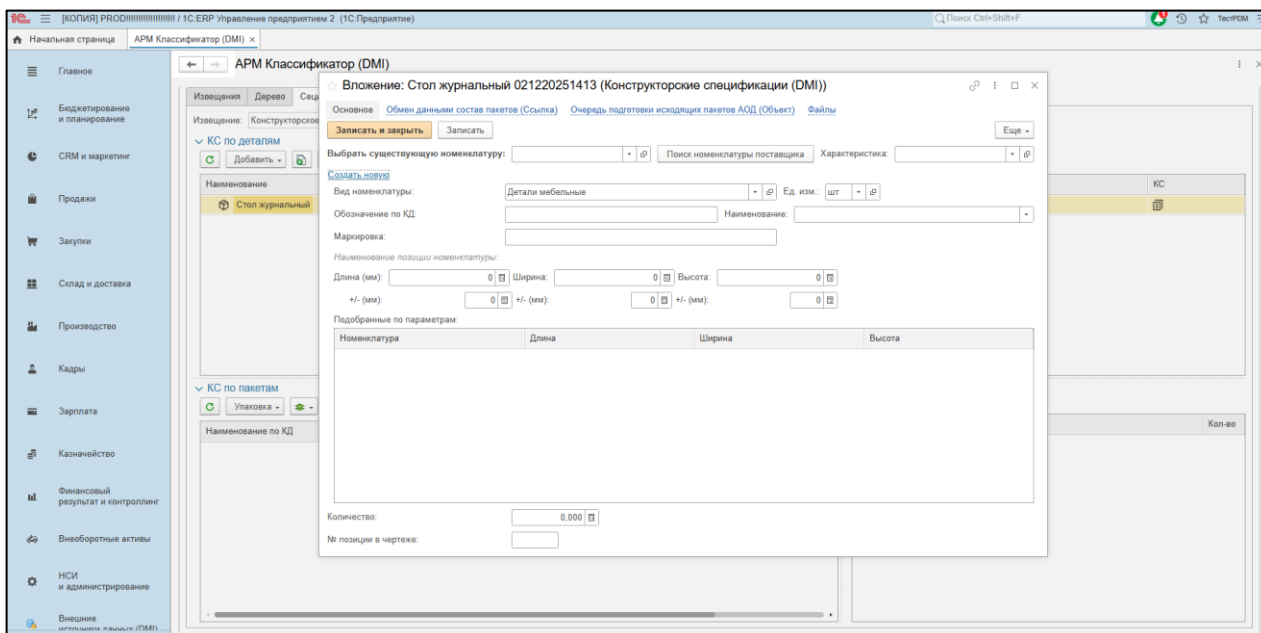 [КОПИЯ] PROD!!!!!!!!!!!!!!!!!!! / 1С:ERP Управление предприятием 2 (1С:Предприятие)
Поиск Ctrl+Shift+F
ТестPDM
Начальная страница
АРМ Классификатор (DMI) ×
Главное
Бюджетирование
и планирование
CRM и маркетинг
Продажи
Закупки
Склад и доставка
Производство
Кадры
Зарплата
Казначейство
Финансовый
результат и контроллинг
Внеоборотные активы
НСИ
и администрирование
Внешние
источники данных (DMI)
АРМ Классификатор (DMI)
Извещения Дерево
Извещение: Конструкторское
КС по деталям
Добавить
Наименование
КС
Стол журнальный
КС по пакетам
Упаковка
Наименование по КД
Кол-во
Вложение: Стол журнальный 021220251413 (Конструкторские спецификации (DMI))
Основное Обмен данными состав пакетов (Ссылка) Очередь подготовки исходящих пакетов АОД (Объект) Файлы
Записать и закрыть Записать Еще
Выбрать существующую номенклатуру: Поиск номенклатуры поставщика Характеристика:
Создать новую
Вид номенклатуры: Детали мебельные Ед. изм.: шт
Обозначение по КД: Наименование:
Маркировка:
Наименование позиции номенклатуры:
Длина (мм): 0 Ширина: 0 Высота: 0
+/- (мм): 0 +/- (мм): 0 +/- (мм): 0
Подобранные по параметрам:
Номенклатура Длина Ширина Высота
Количество: 0,000
№ позиции в чертеже: